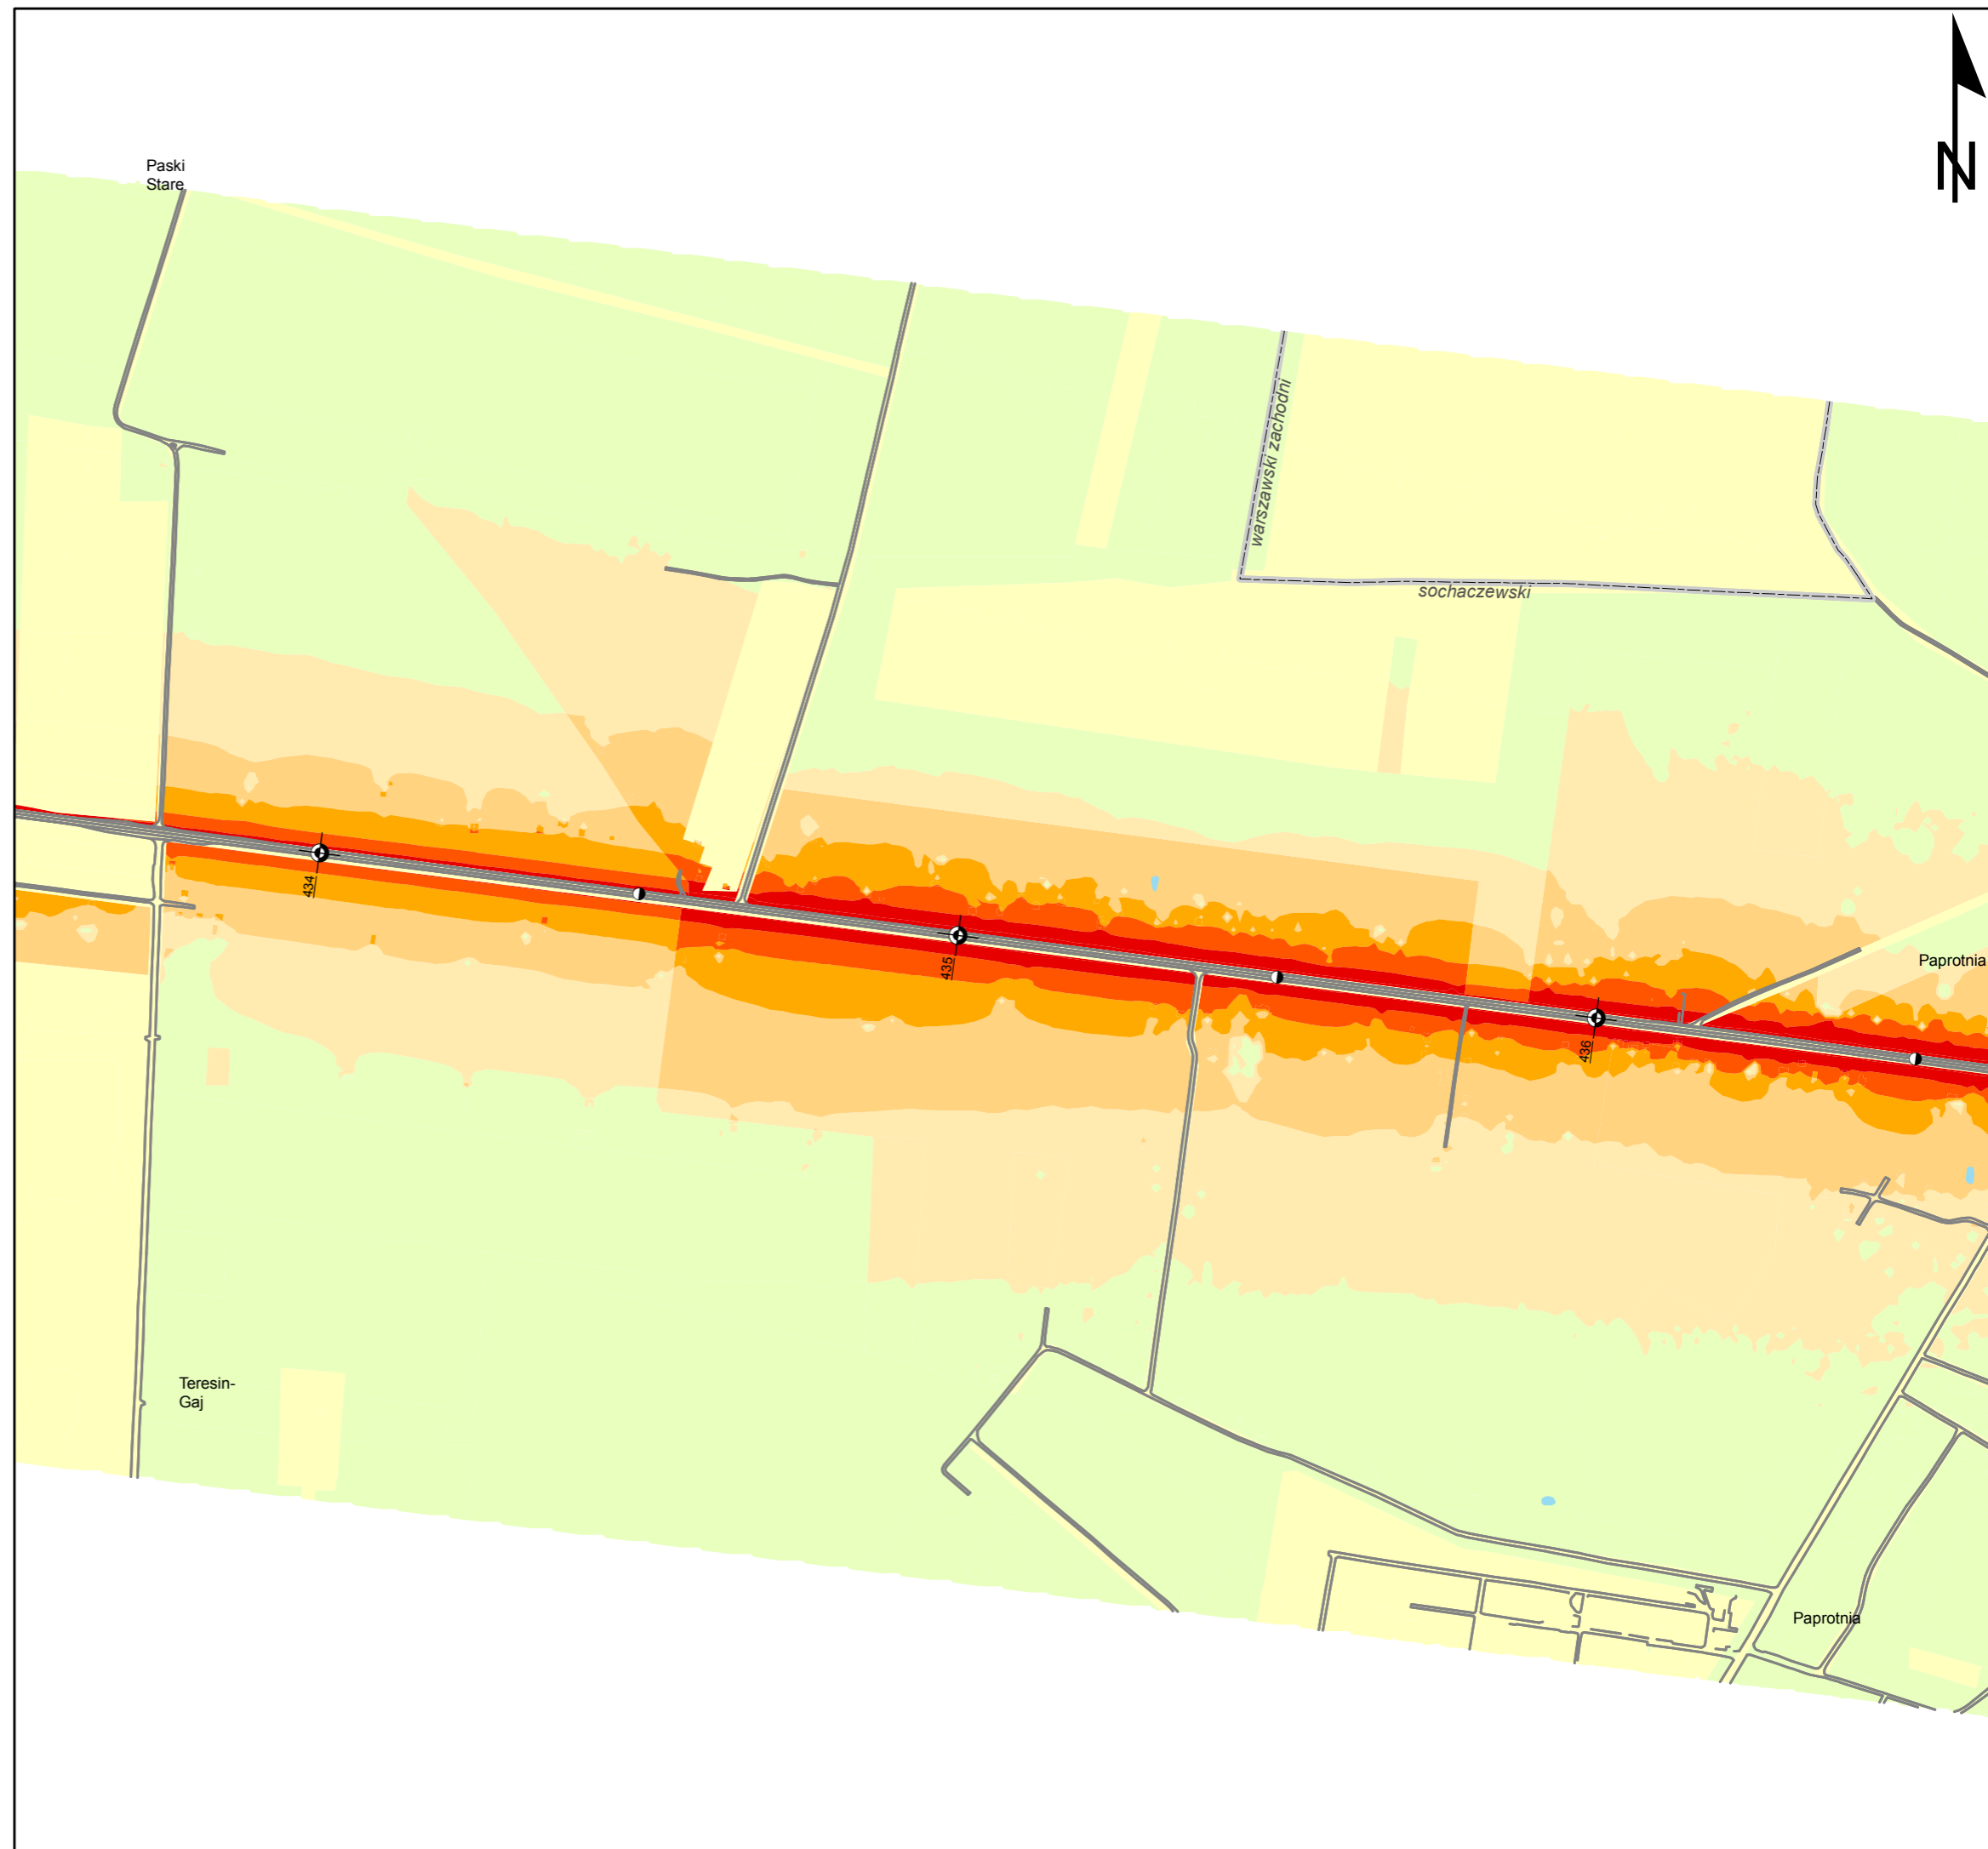 N
Paski
Stare
warszawski zachodni
sochaczewski
434
435
Paprotnia
436
Teresin-
Gaj
Paprotnia